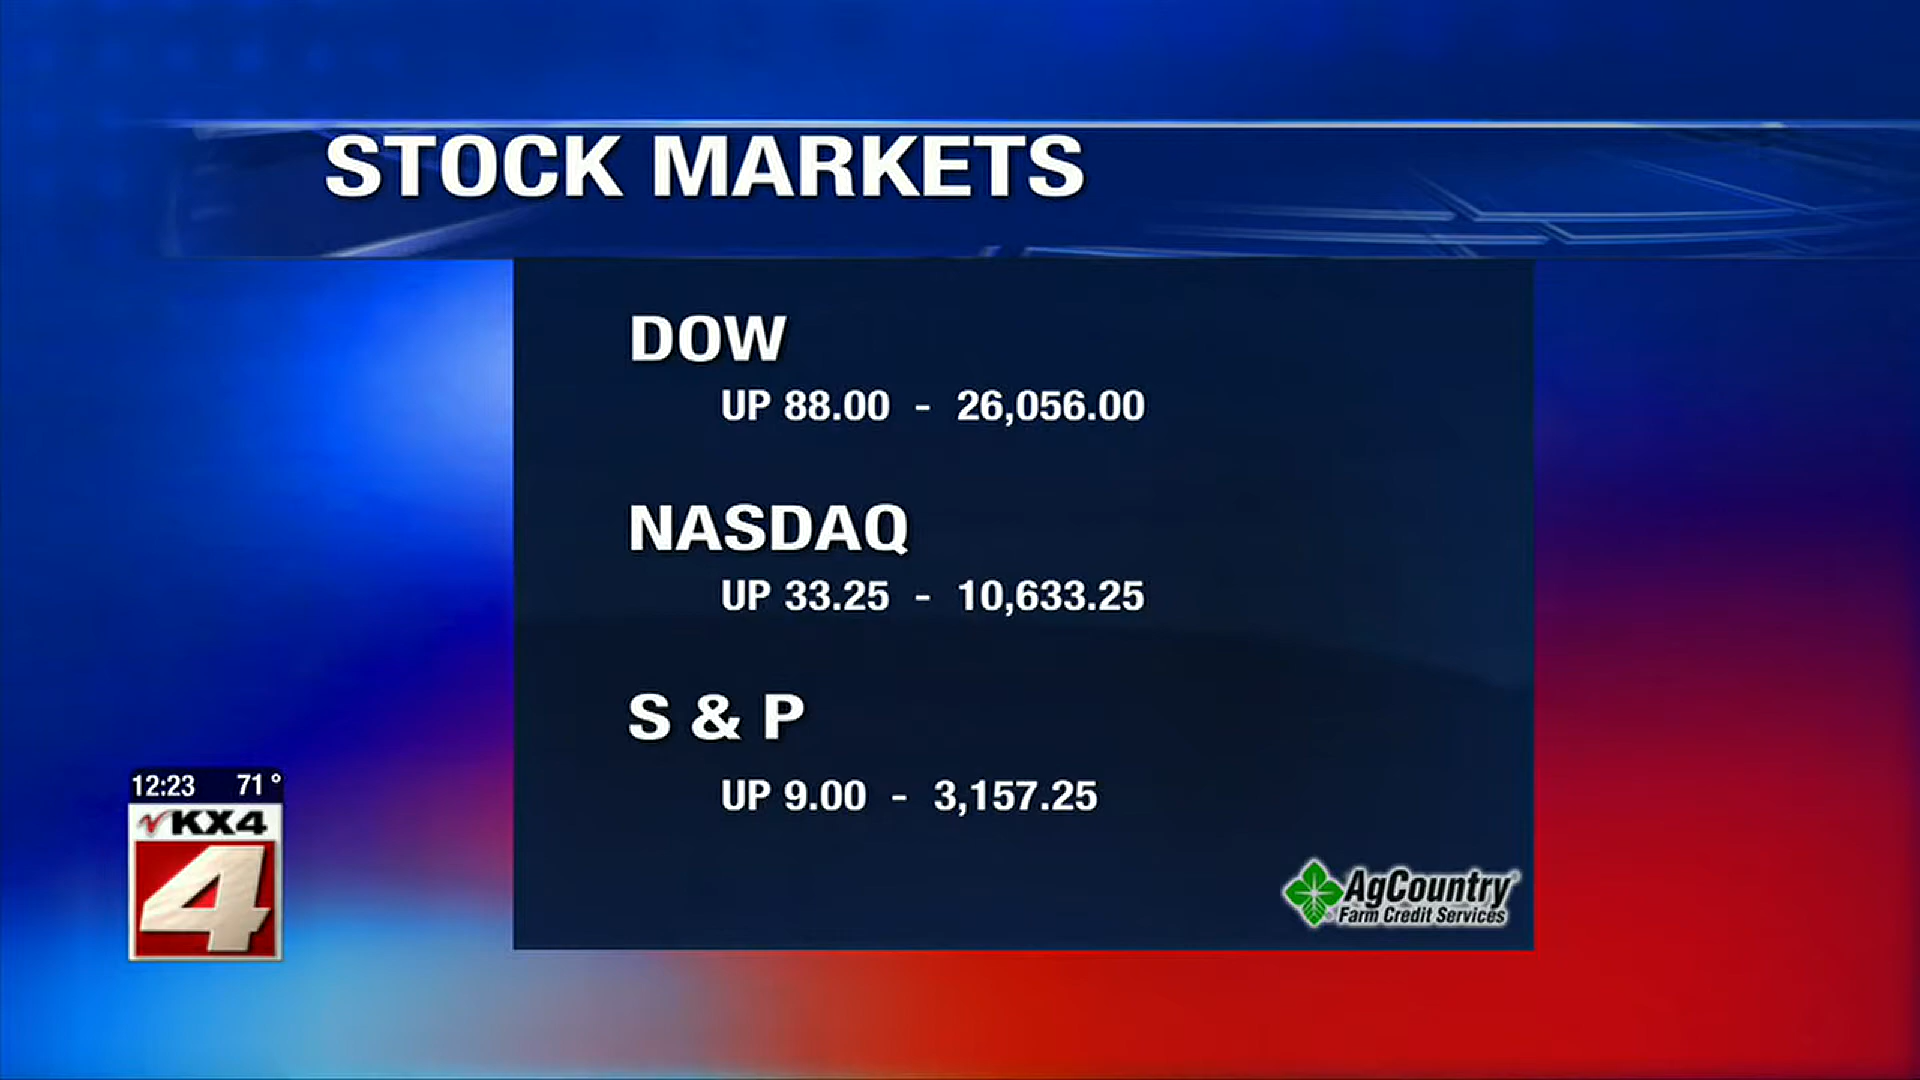 STOCK MARKETS
DOW
UP 88.00 - 26,056.00
NASDAQ
UP 33.25 - 10,633.25
S & P
UP 9.00 - 3,157.25
12:23 71°
KX4
4
AgCountry
Farm Credit Services